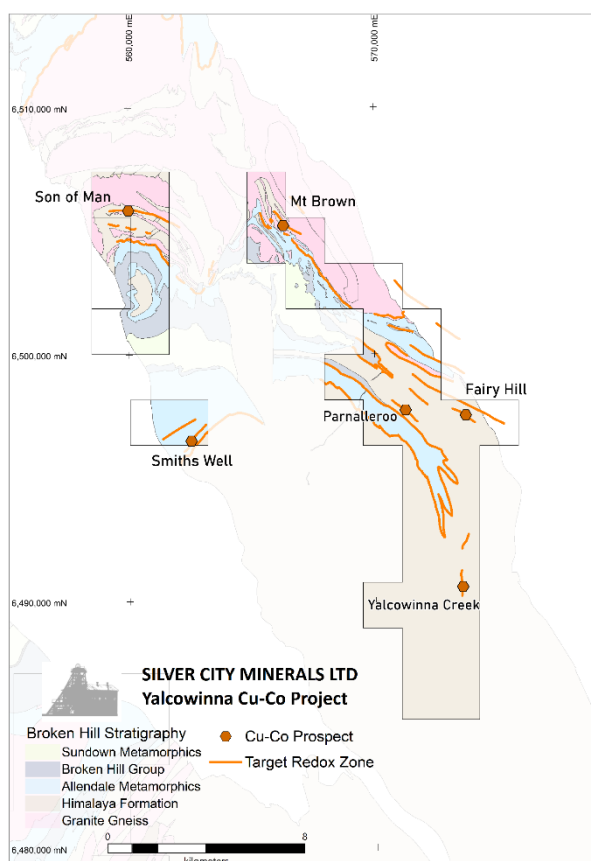 560,000 mE
570,000 mE
6,510,000 mN
Son of Man
Mt Brown
6,500,000 mN
Fairy Hill
Parnalleroo
Smiths Well
6,490,000 mN
Yalcowinna Creek
SILVER CITY MINERALS LTD
Yalcowinna Cu-Co Project
Broken Hill Stratigraphy
Sundown Metamorphics
Broken Hill Group
Allendale Metamorphics
Himalaya Formation
Granite Gneiss
Cu-Co Prospect
Target Redox Zone
0 8
kilometers
6,480,000 mN